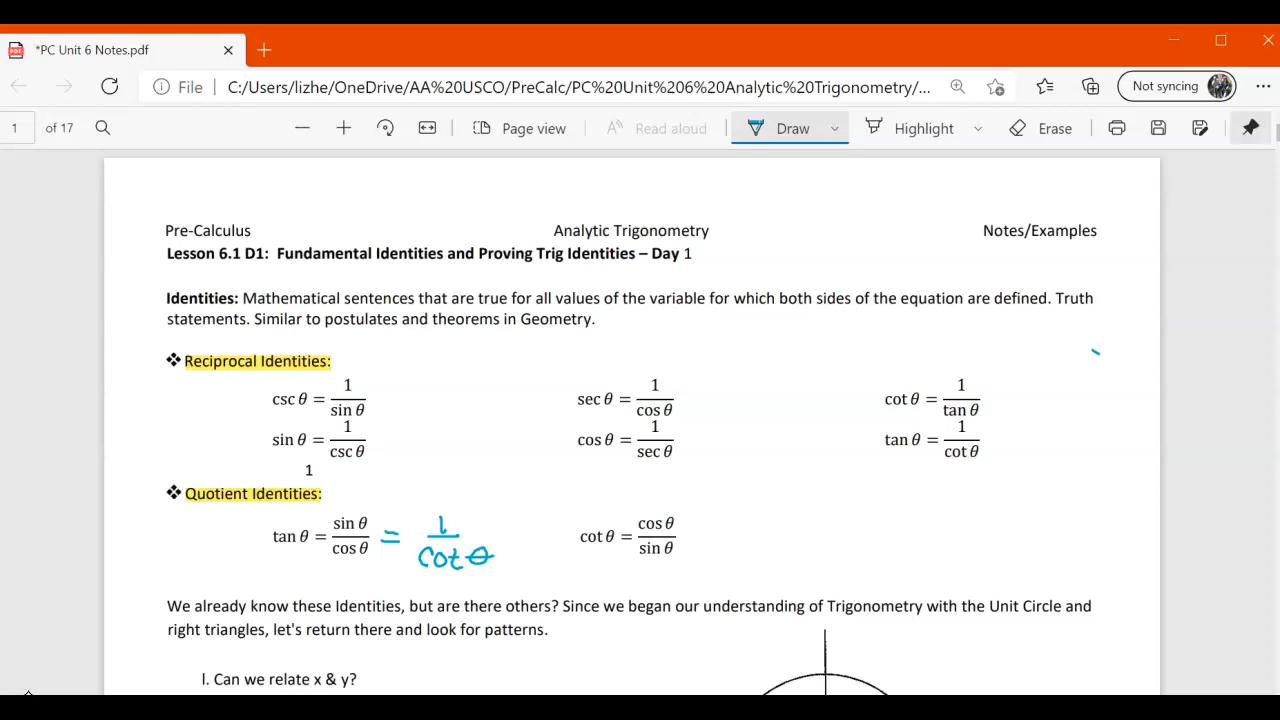 *PC Unit 6 Notes.pdf
File C:/Users/lizhe/OneDrive/AA%20USCO/PreCalc/PC%20Unit%206%20Analytic%20Trigonometry/... Not syncing
1 of 17 Page view Read aloud Draw Highlight Erase
Pre-Calculus Analytic Trigonometry Notes/Examples
Lesson 6.1 D1: Fundamental Identities and Proving Trig Identities – Day 1
Identities: Mathematical sentences that are true for all values of the variable for which both sides of the equation are defined. Truth
statements. Similar to postulates and theorems in Geometry.
❖ Reciprocal Identities:
csc θ = 1/sin θ sec θ = 1/cos θ cot θ = 1/tan θ
sin θ = 1/csc θ cos θ = 1/sec θ tan θ = 1/cot θ
1
❖ Quotient Identities:
tan θ = sin θ/cos θ = 1/cot θ cot θ = cos θ/sin θ
We already know these Identities, but are there others? Since we began our understanding of Trigonometry with the Unit Circle and
right triangles, let's return there and look for patterns.
I. Can we relate x & y?